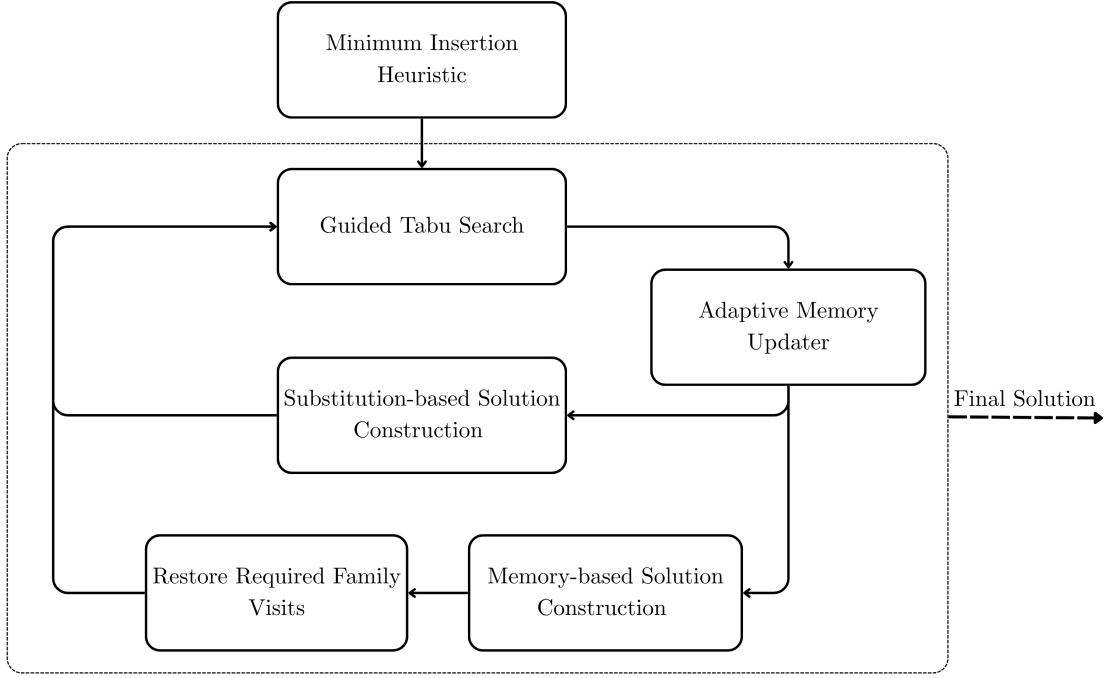 Minimum Insertion
Heuristic
Guided Tabu Search
Adaptive Memory
Updater
Substitution-based Solution
Construction
Final Solution
Restore Required Family
Visits
Memory-based Solution
Construction